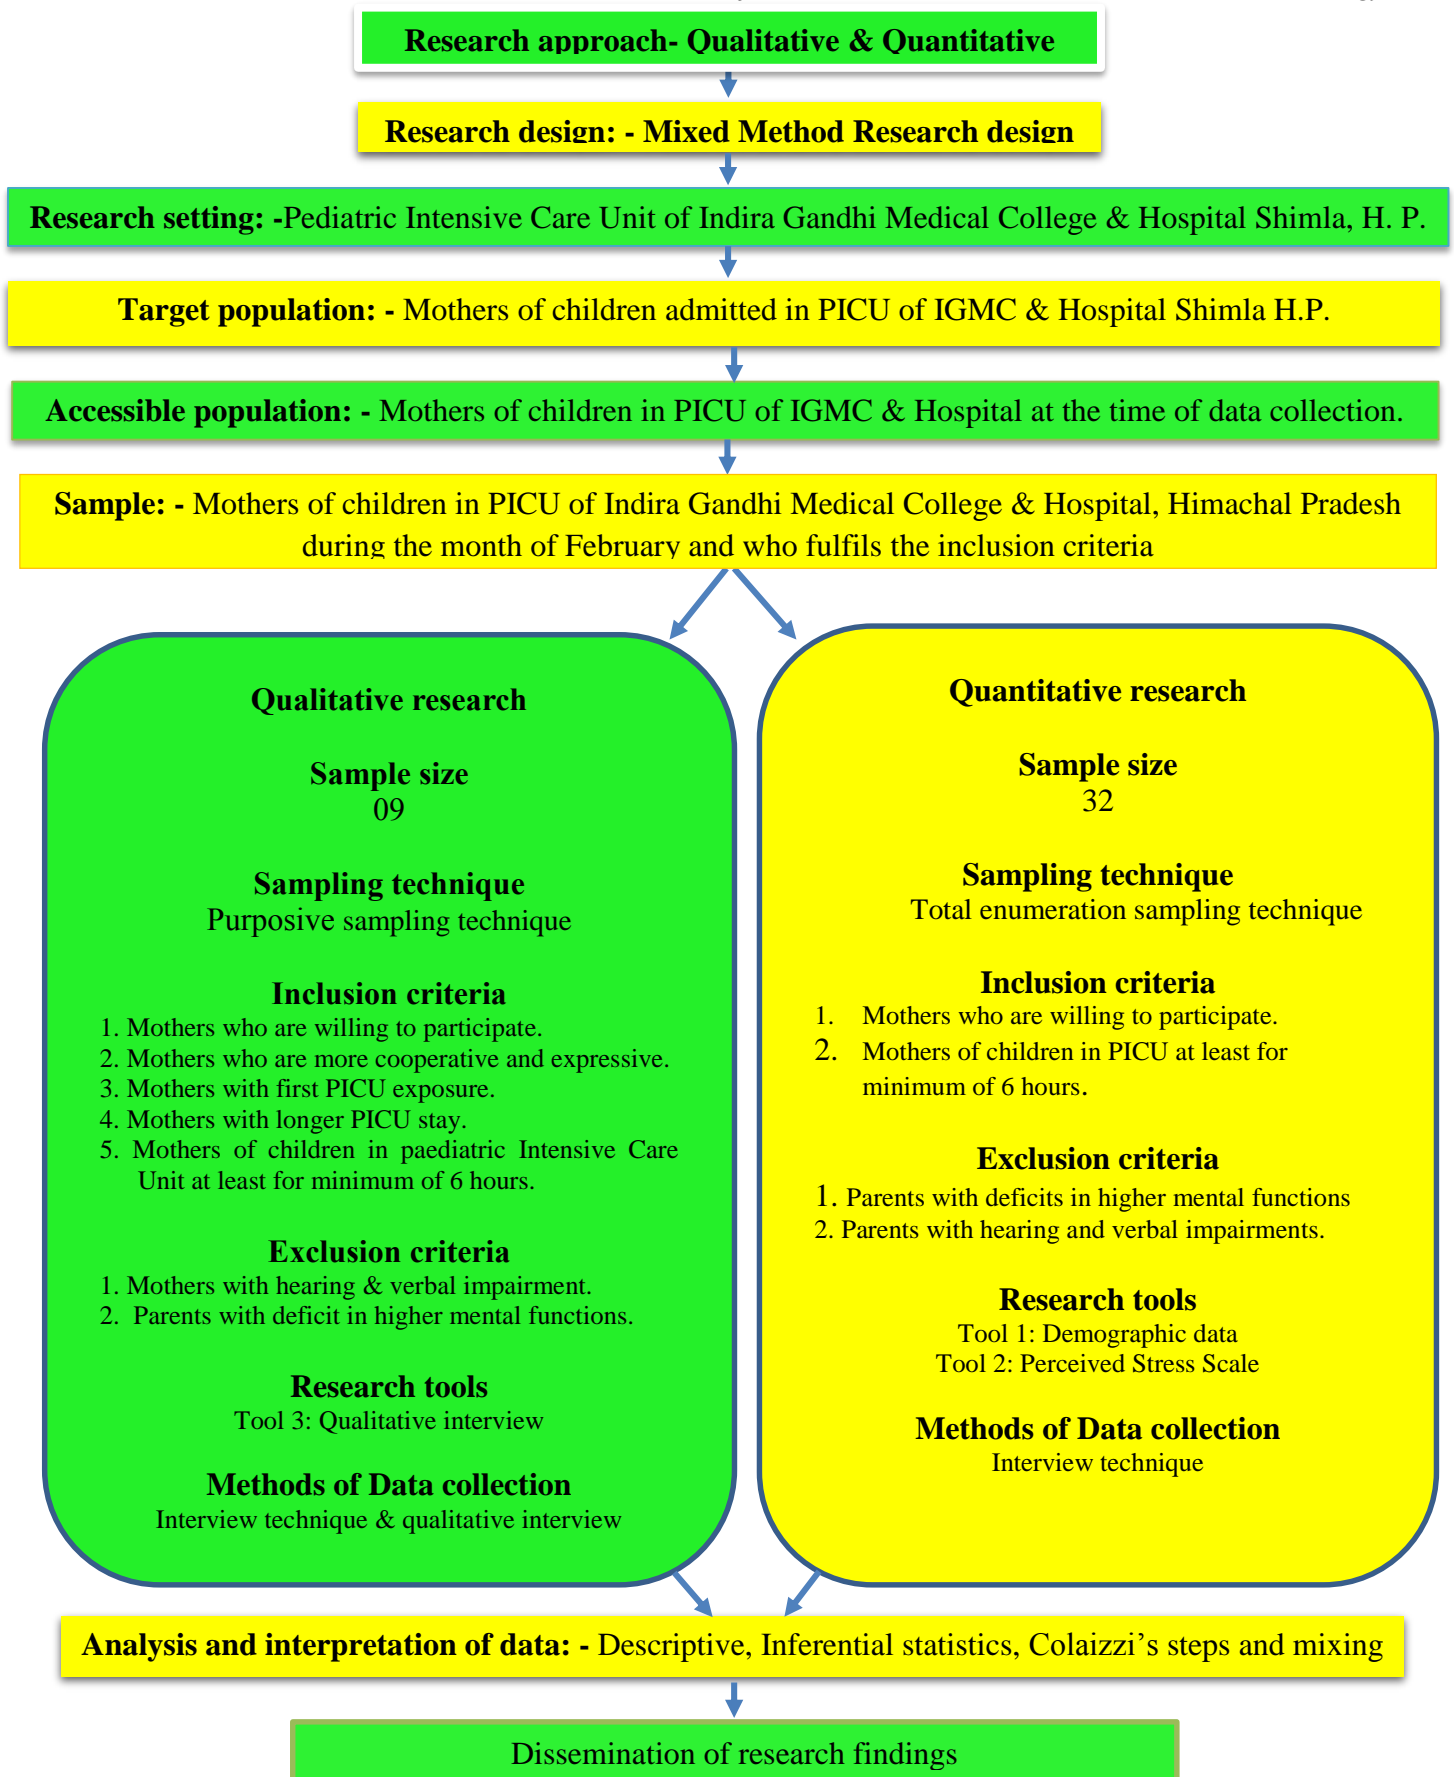 Research approach- Qualitative & Quantitative
Research design: - Mixed Method Research design
Research setting: -Pediatric Intensive Care Unit of Indira Gandhi Medical College & Hospital Shimla, H. P.
Target population: - Mothers of children admitted in PICU of IGMC & Hospital Shimla H.P.
Accessible population: - Mothers of children in PICU of IGMC & Hospital at the time of data collection.
Sample: - Mothers of children in PICU of Indira Gandhi Medical College & Hospital, Himachal Pradesh
during the month of February and who fulfils the inclusion criteria
Qualitative research
Sample size
09
Sampling technique
Purposive sampling technique
Inclusion criteria
1. Mothers who are willing to participate.
2. Mothers who are more cooperative and expressive.
3. Mothers with first PICU exposure.
4. Mothers with longer PICU stay.
5. Mothers of children in paediatric Intensive Care
Unit at least for minimum of 6 hours.
Exclusion criteria
1. Mothers with hearing & verbal impairment.
2. Parents with deficit in higher mental functions.
Research tools
Tool 3: Qualitative interview
Methods of Data collection
Interview technique & qualitative interview
Quantitative research
Sample size
32
Sampling technique
Total enumeration sampling technique
Inclusion criteria
1. Mothers who are willing to participate.
2. Mothers of children in PICU at least for
minimum of 6 hours.
Exclusion criteria
1. Parents with deficits in higher mental functions
2. Parents with hearing and verbal impairments.
Research tools
Tool 1: Demographic data
Tool 2: Perceived Stress Scale
Methods of Data collection
Interview technique
Analysis and interpretation of data: - Descriptive, Inferential statistics, Colaizzi’s steps and mixing
Dissemination of research findings